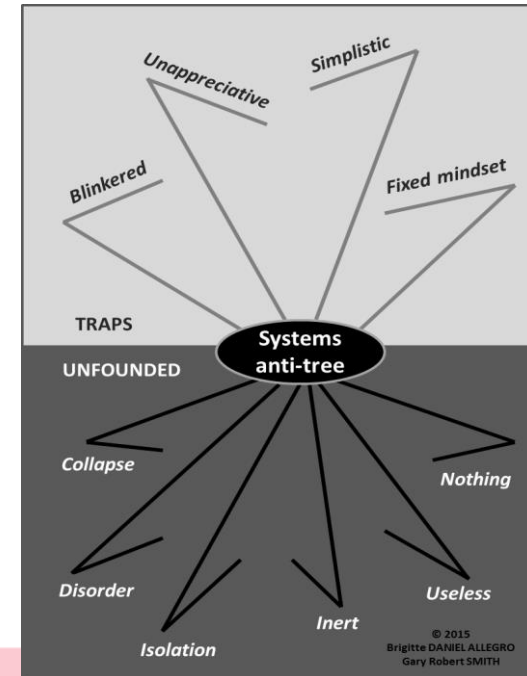 Simplistic
Unappreciative
Blinkered
Fixed mindset
TRAPS
Systems
anti-tree
UNFOUNDED
Collapse
Nothing
Disorder
Useless
Inert
Isolation
© 2015
Brigitte DANIEL ALLEGRO
Gary Robert SMITH